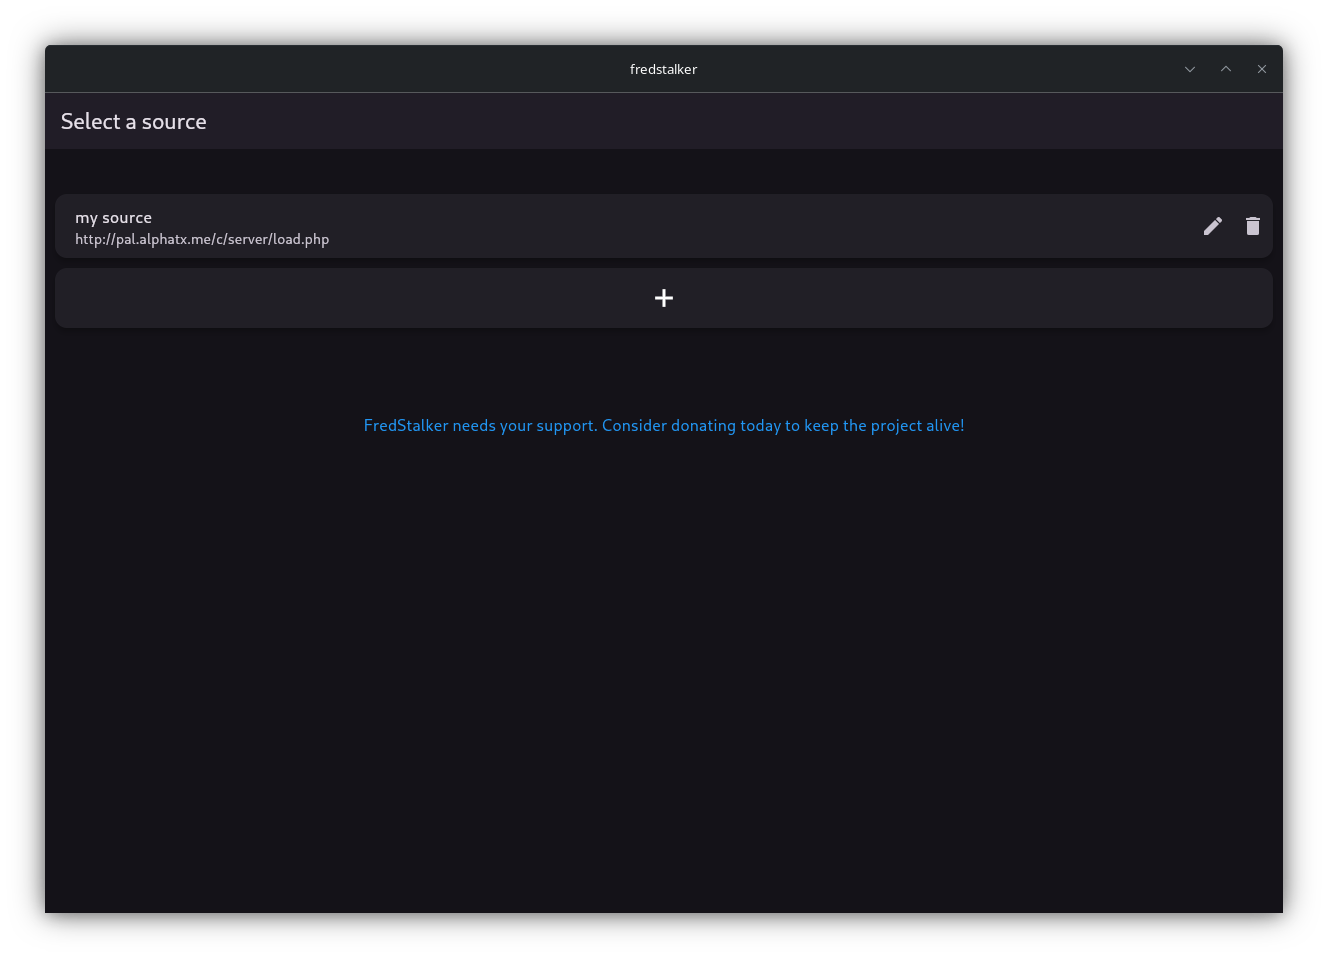 fredstalker
Select a source
my source
http://pal.alphatx.me/c/server/load.php
FredStalker needs your support. Consider donating today to keep the project alive!